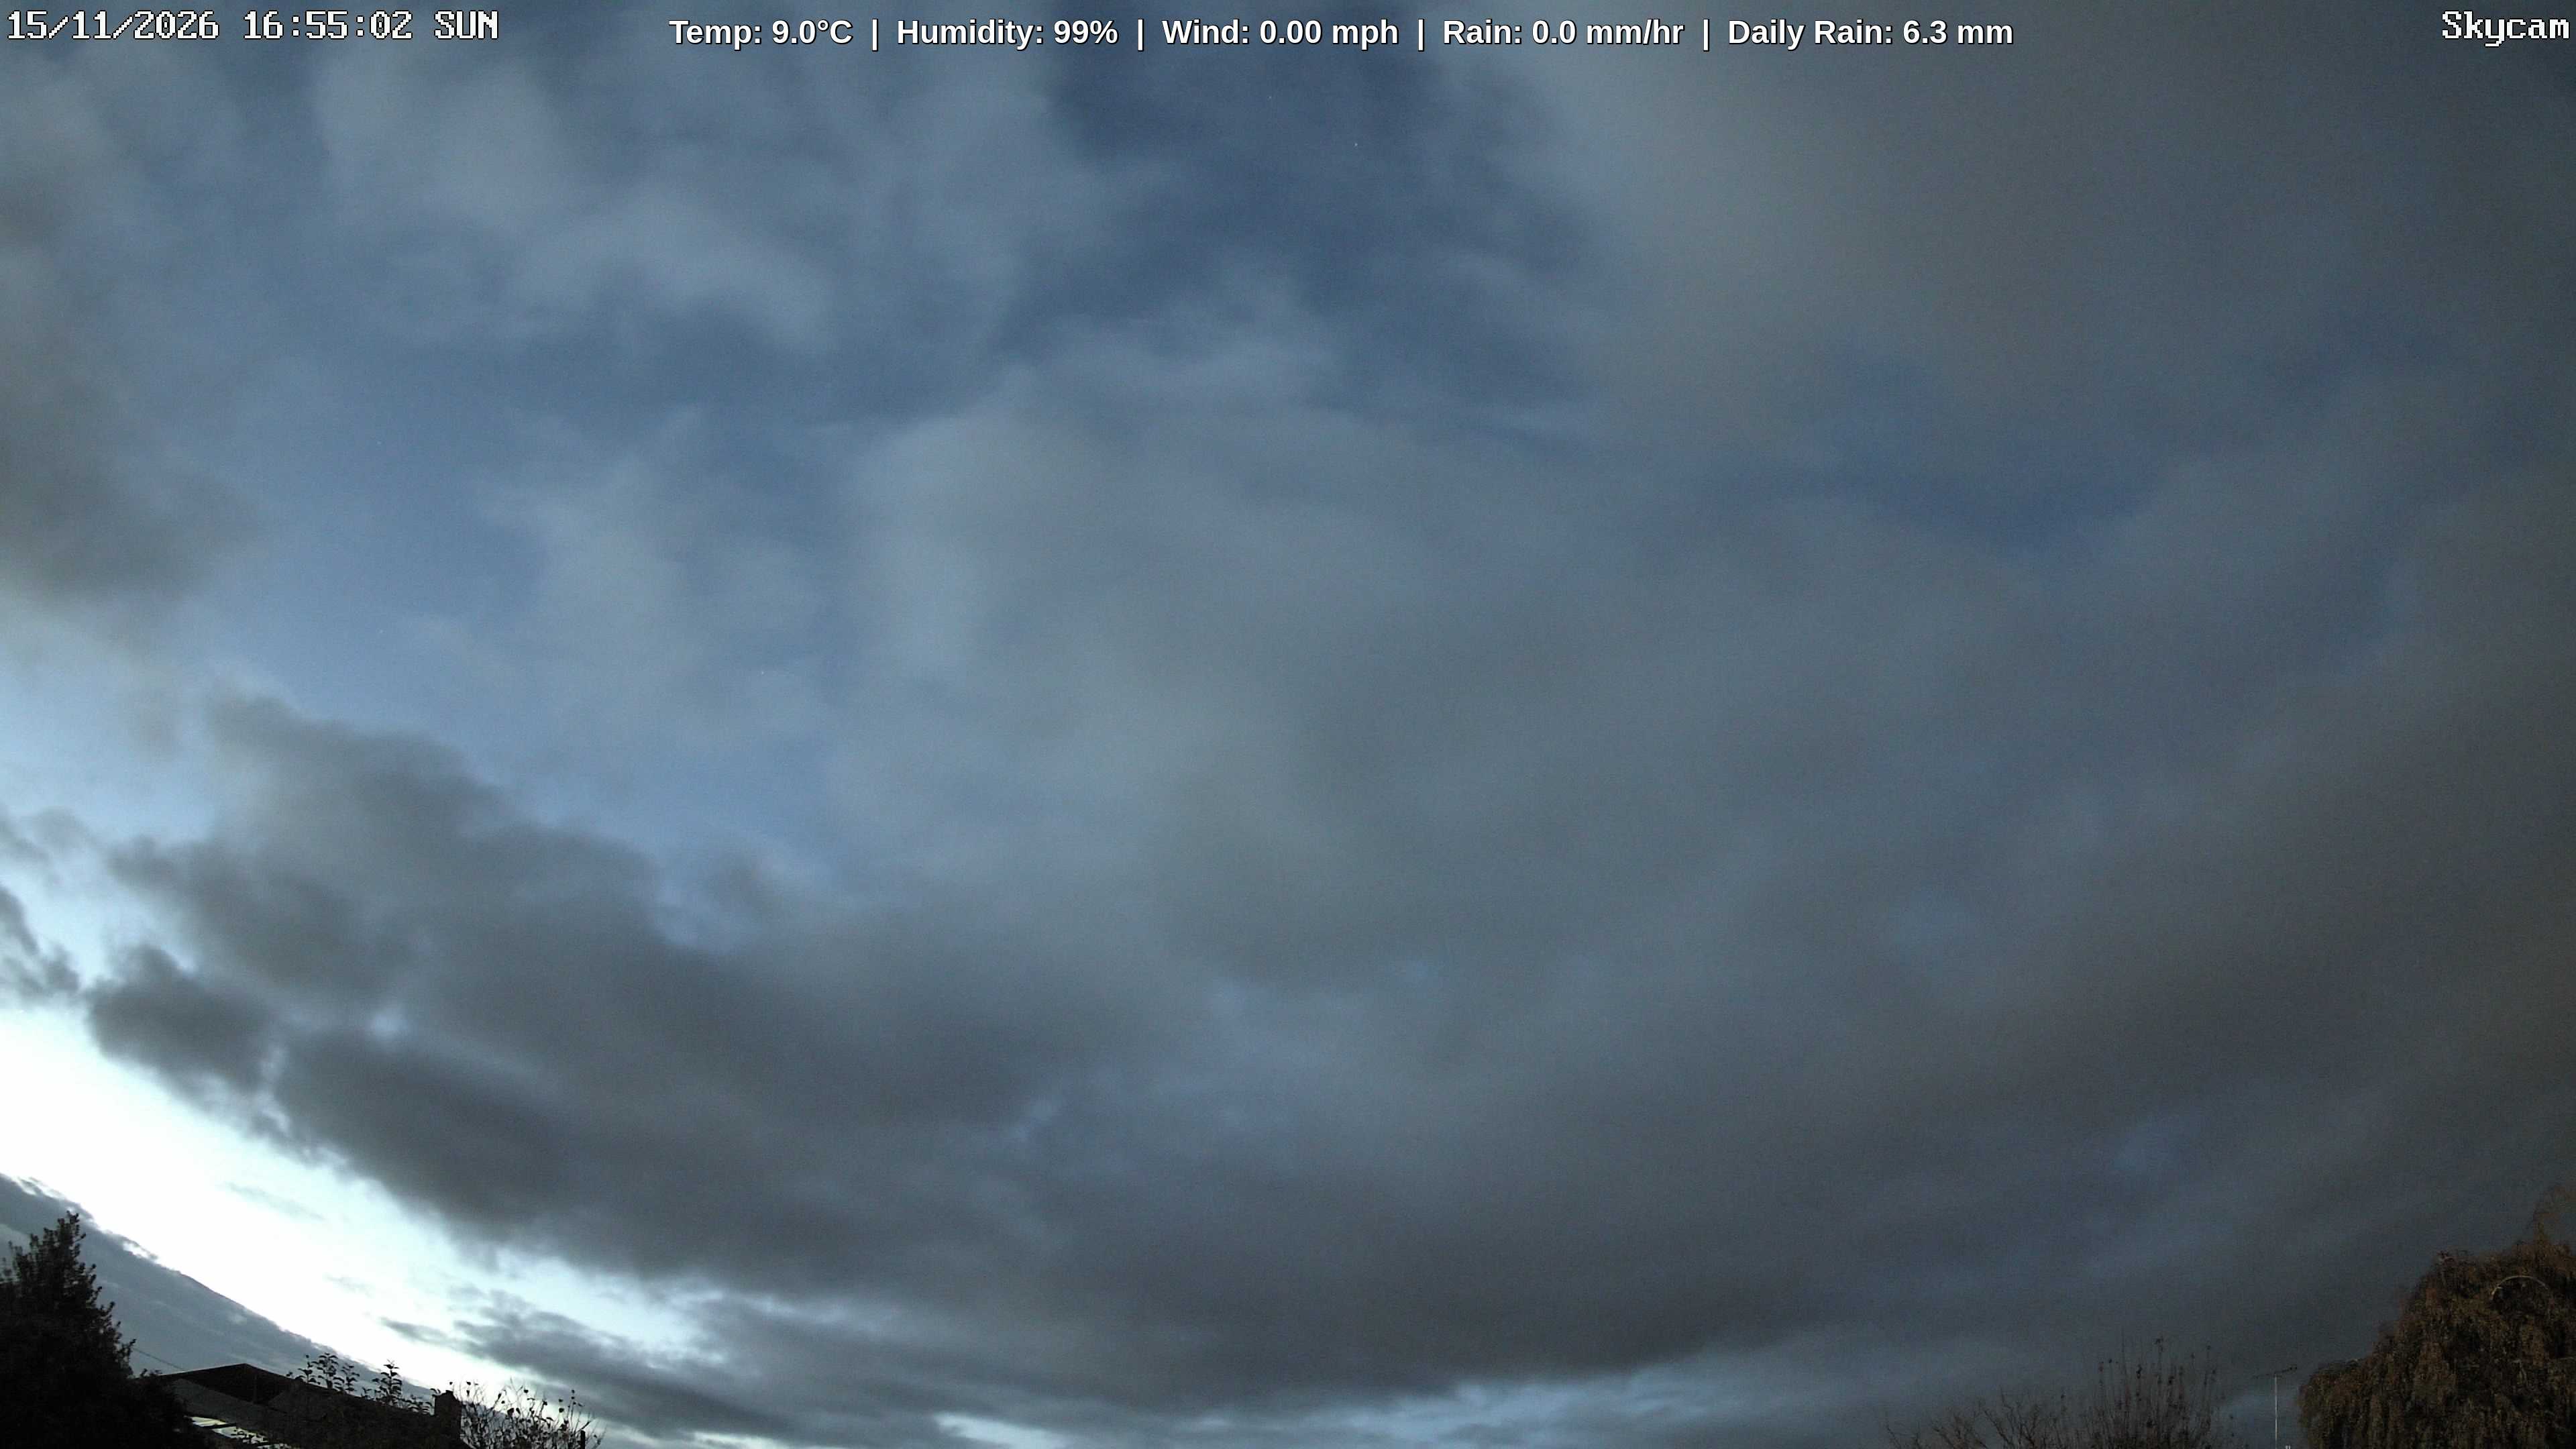 15/11/2026 16:55:02 SUN
Temp: 9.0°C | Humidity: 99% | Wind: 0.00 mph | Rain: 0.0 mm/hr | Daily Rain: 6.3 mm
Skycam